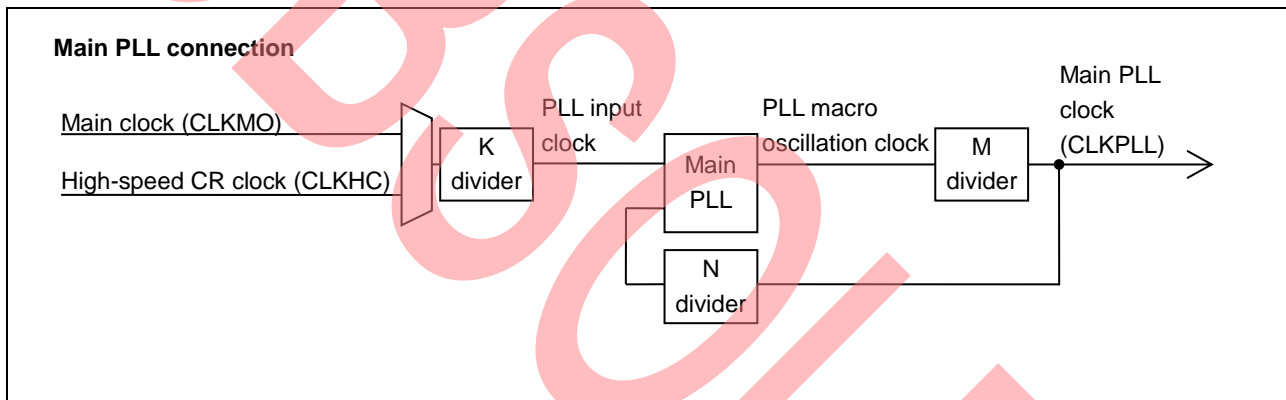 Main PLL connection
Main clock (CLKMO)
High-speed CR clock (CLKHC)
K
divider
PLL input
clock
Main
PLL
PLL macro
oscillation clock
M
divider
Main PLL
clock
(CLKPLL)
N
divider